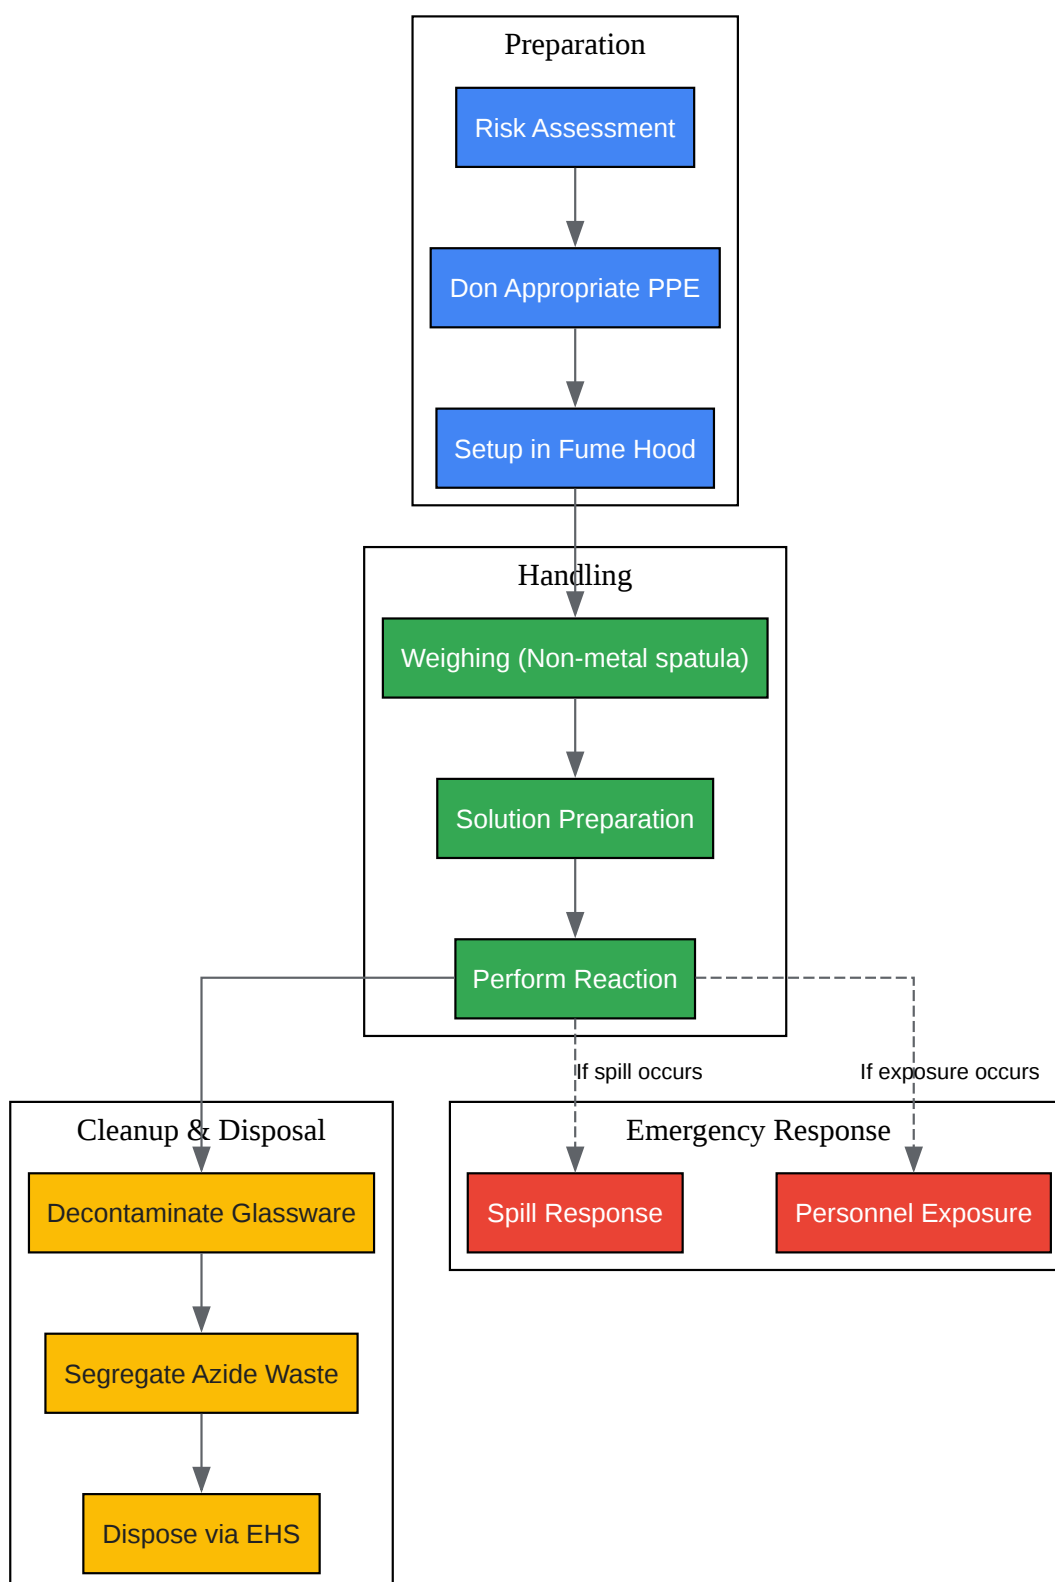 Preparation
Risk Assessment
Don Appropriate PPE
Setup in Fume Hood
Handling
Weighing (Non-metal spatula)
Solution Preparation
Perform Reaction
If spill occurs
If exposure occurs
Cleanup & Disposal
Decontaminate Glassware
Segregate Azide Waste
Dispose via EHS
Emergency Response
Spill Response
Personnel Exposure